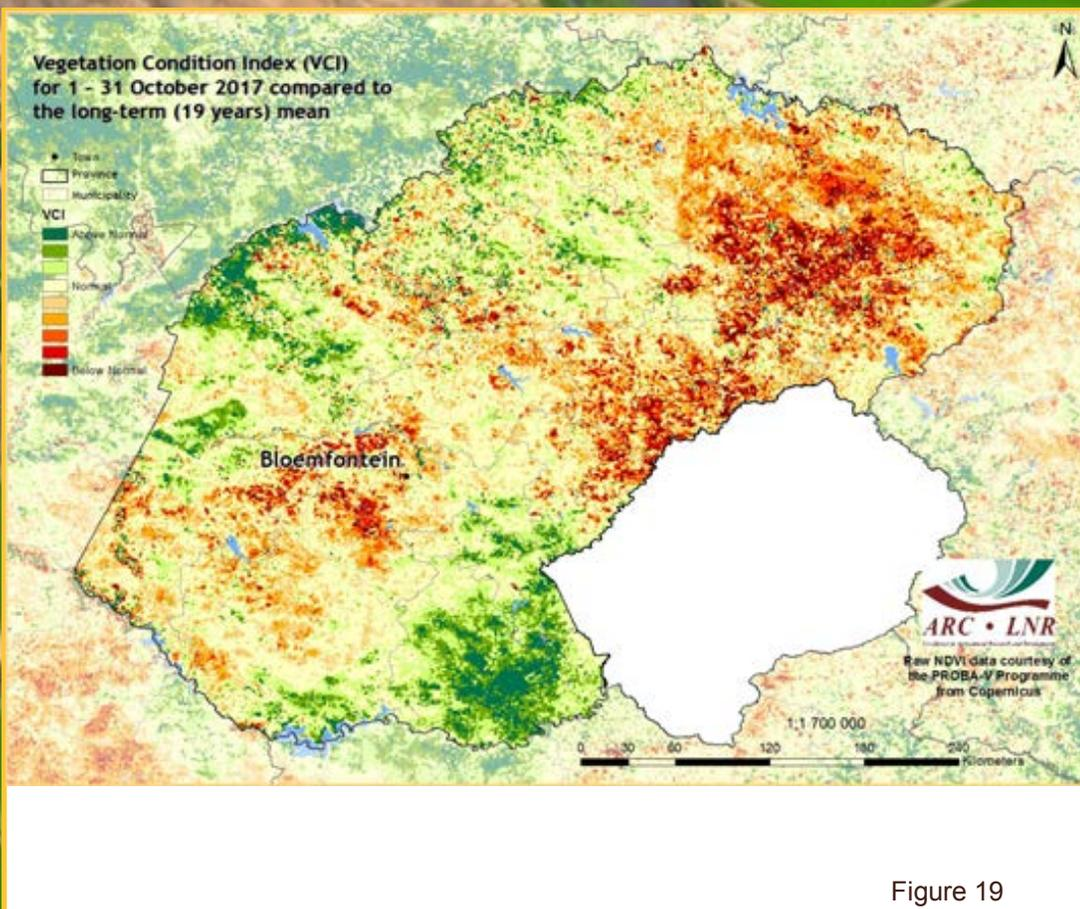 Vegetation Condition Index (VCI)
for 1 - 31 October 2017 compared to
the long-term (19 years) mean
Town
Province
Municipality
VCI
Above Normal
Normal
Below Normal
N
Bloemfontein
ARC • LNR
Raw NDVI data courtesy of
the PROBA-V Programme
from Copernicus
1:1 700 000
0 30 60 120 180 240
Kilometers
Figure 19